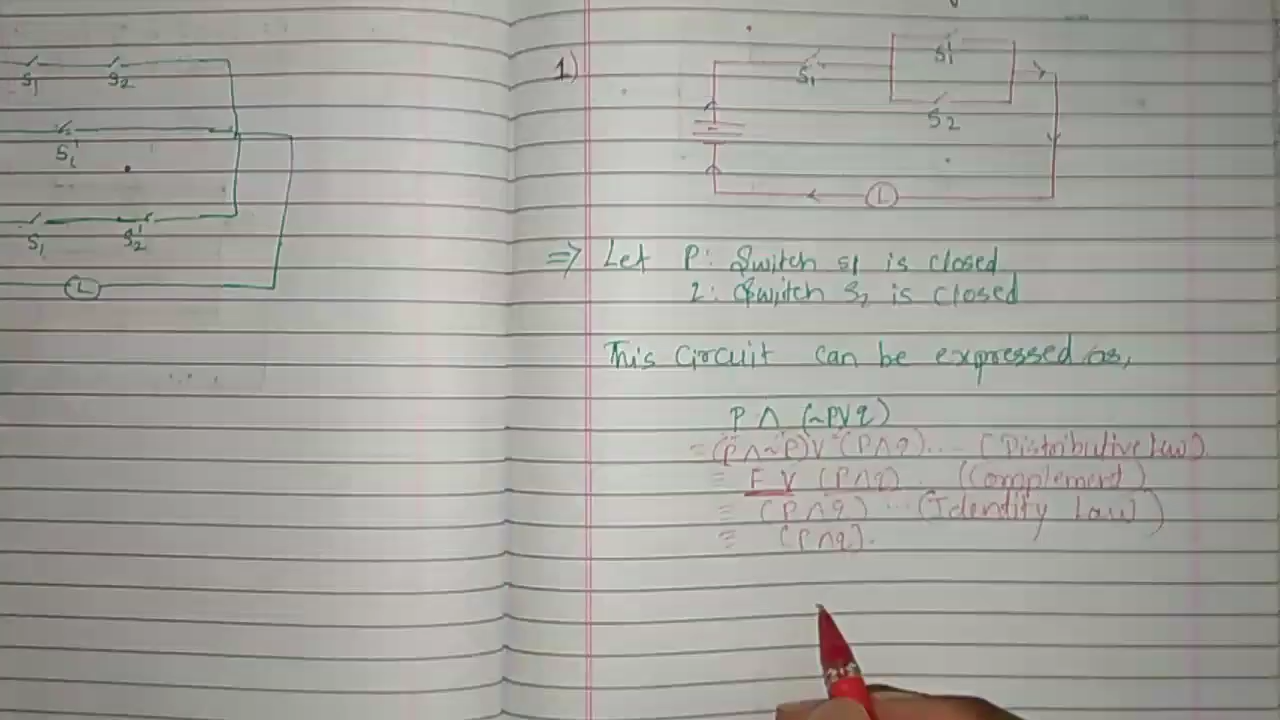 S₁ S₂
S₁'
S₁ S₂'
L
1)
S₁ S₁'
S₂
L
⇒ Let P: Switch S₁ is closed
q: Switch S₂ is closed
This Circuit can be expressed as,
P ∧ (~P∨q)
≡ (P∧~P)∨(P∧q).... (Distributive Law)
≡ F ∨ (P∧q).. (Complement)
≡ (P∧q) ... (Identity Law)
≡ (P∧q).